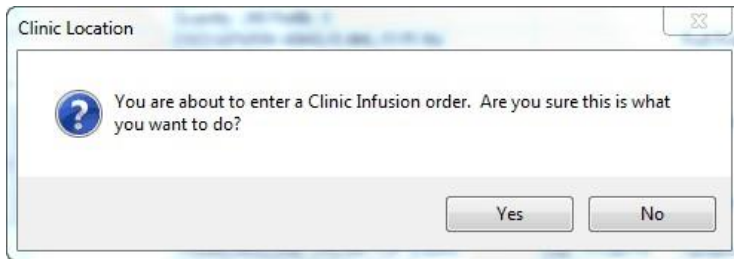 Clinic Location
You are about to enter a Clinic Infusion order.  Are you sure this is what
you want to do?
Yes
No